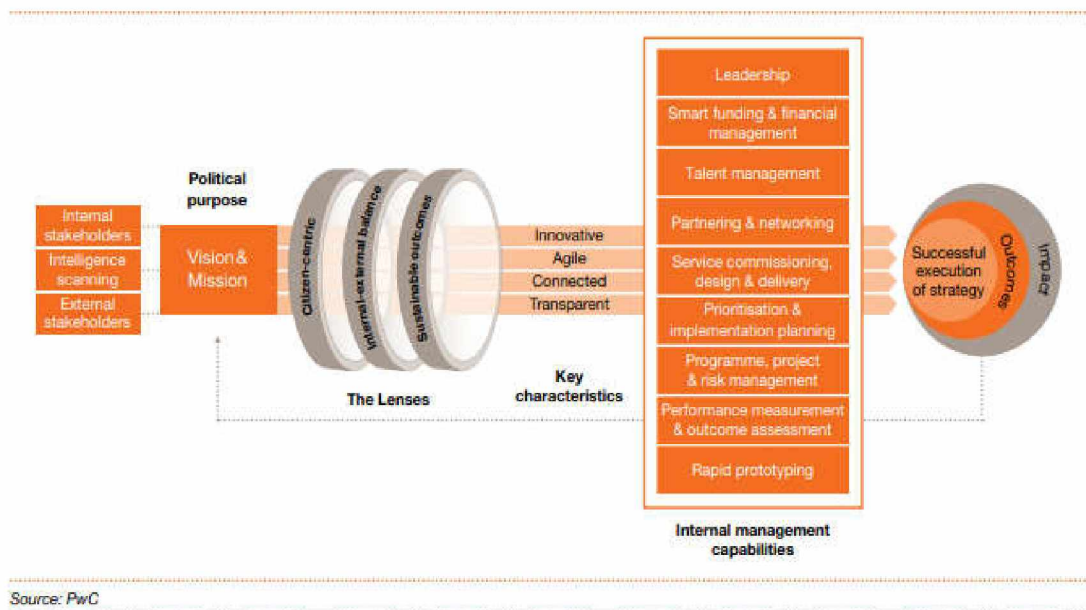 Political
purpose
Internal
stakeholders
Intelligence
scanning
External
stakeholders
Vision &
Mission
Citizen-centric
Internal-external balance
Sustainable outcomes
The Lenses
Innovative
Agile
Connected
Transparent
Key
characteristics
Leadership
Smart funding & financial
management
Talent management
Partnering & networking
Service commissioning,
design & delivery
Prioritisation &
implementation planning
Programme, project
& risk management
Performance measurement
& outcome assessment
Rapid prototyping
Internal management
capabilities
Successful
execution
of strategy
Outcomes
Impact
Source: PwC